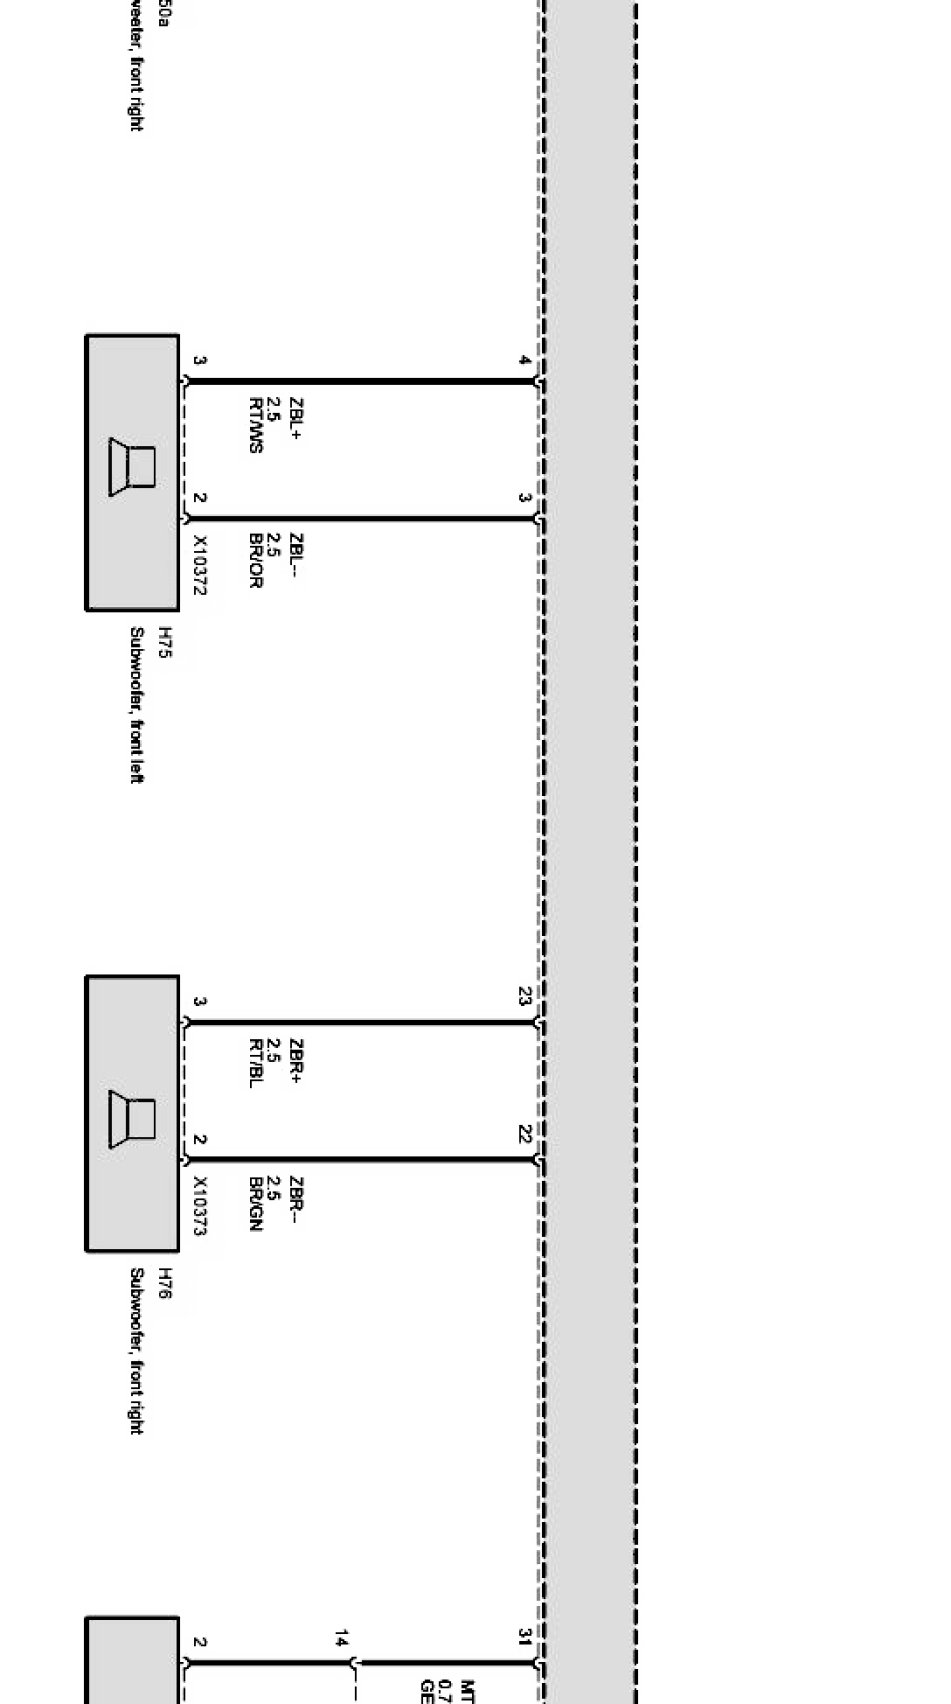 50a
weeter, front right
4
3
ZBL+
2.5
RT/WS
3
2
ZBL--
2.5
BR/OR
X10372
H75
Subwoofer, front left
23
3
ZBR+
2.5
RT/BL
22
2
ZBR--
2.5
BR/GN
X10373
H76
Subwoofer, front right
31
14
2
MT
0.7
GE